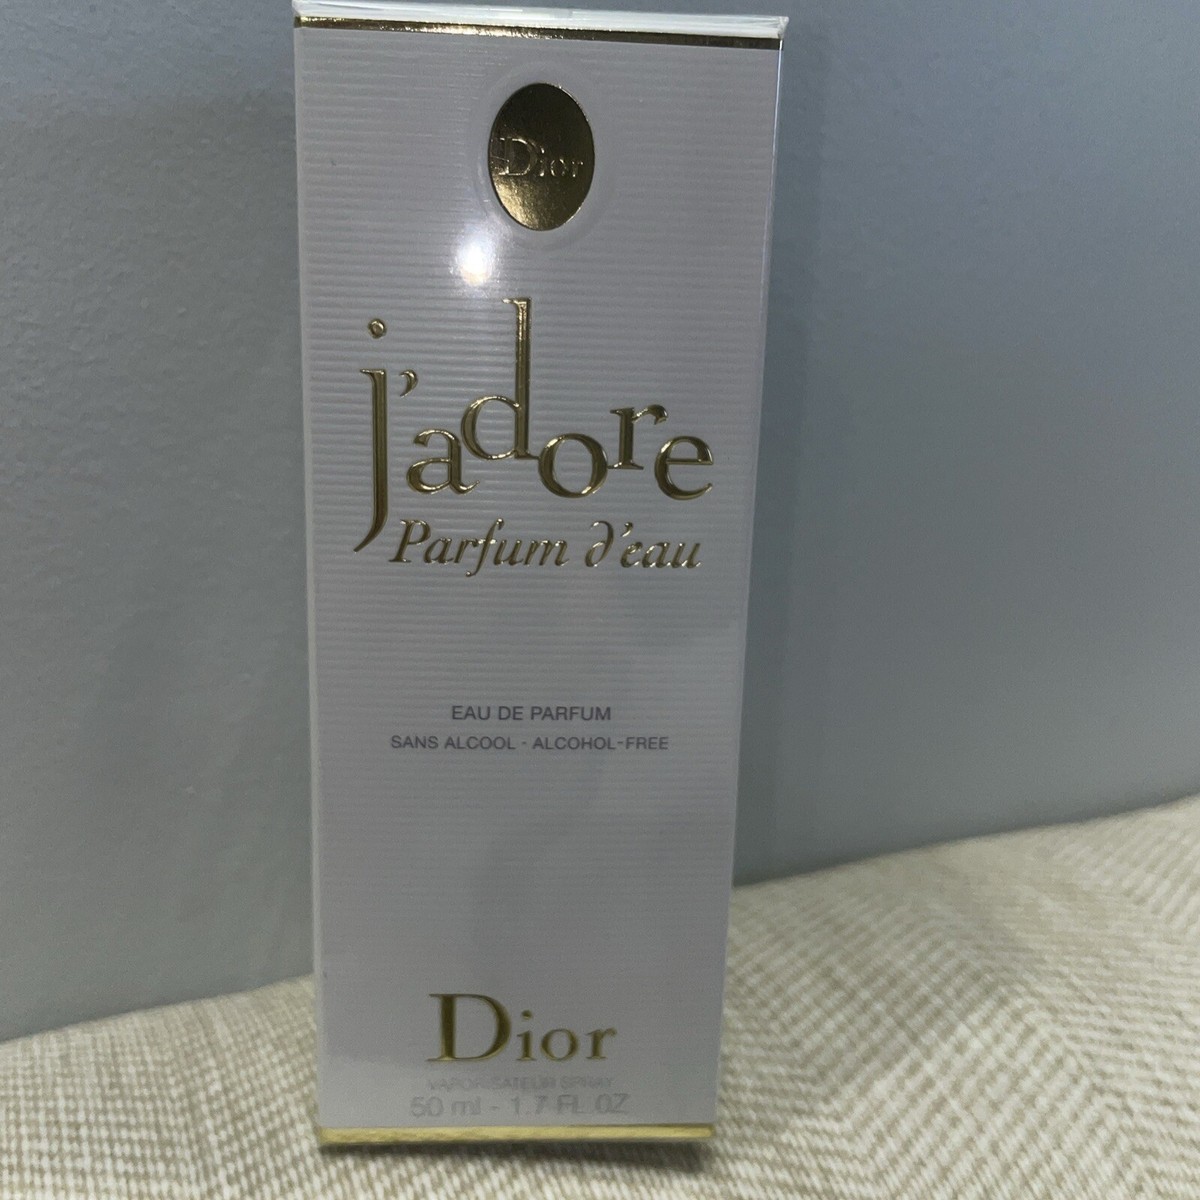 Dior
j'adore
Parfum d'eau
EAU DE PARFUM
SANS ALCOOL · ALCOHOL-FREE
Dior
VAPORISATEUR SPRAY
50 ml - 1.7 FL.OZ